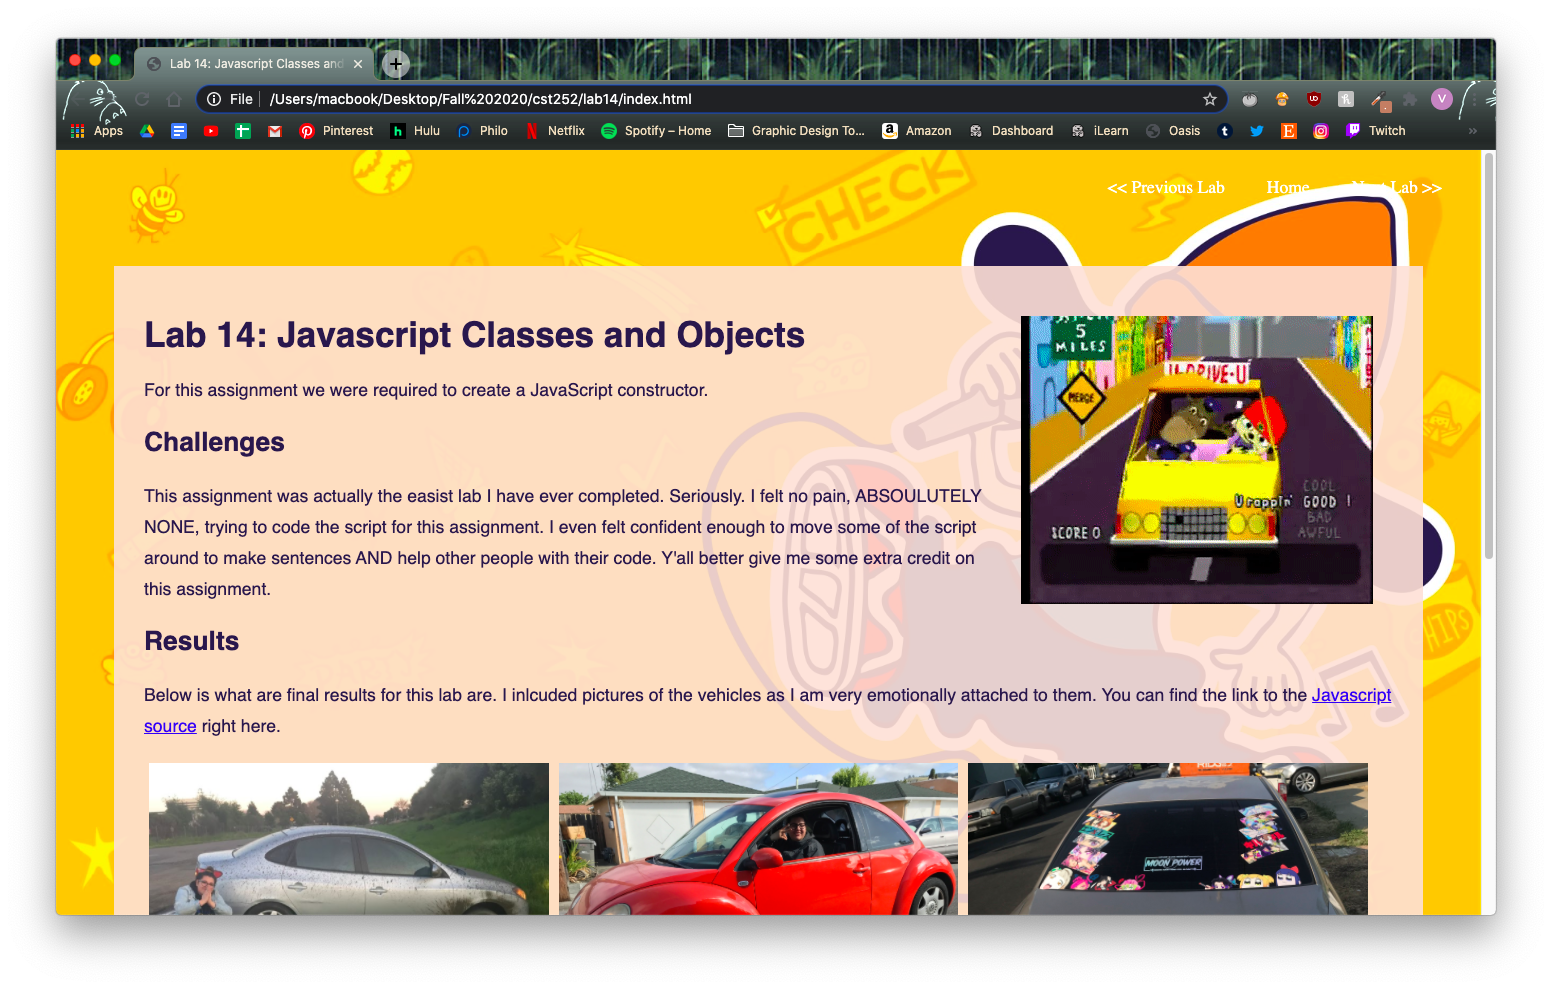 Lab 14: Javascript Classes and
File /Users/macbook/Desktop/Fall%202020/cst252/lab14/index.html
V
Apps Pinterest Hulu Philo Netflix Spotify – Home Graphic Design To... Amazon Dashboard iLearn Oasis Twitch »
<< Previous Lab Home Next Lab >>
CHECK
Lab 14: Javascript Classes and Objects
For this assignment we were required to create a JavaScript constructor.
Challenges
This assignment was actually the easist lab I have ever completed. Seriously. I felt no pain, ABSOULUTELY
NONE, trying to code the script for this assignment. I even felt confident enough to move some of the script
around to make sentences AND help other people with their code. Y'all better give me some extra credit on
this assignment.
5
MILES
U-DRIVE-U
MERGE
COOL
U rappin' GOOD !
BAD
AWFUL
SCORE 0
CHIPS
Results
Below is what are final results for this lab are. I inlcuded pictures of the vehicles as I am very emotionally attached to them. You can find the link to the Javascript
source right here.
MOON POWER